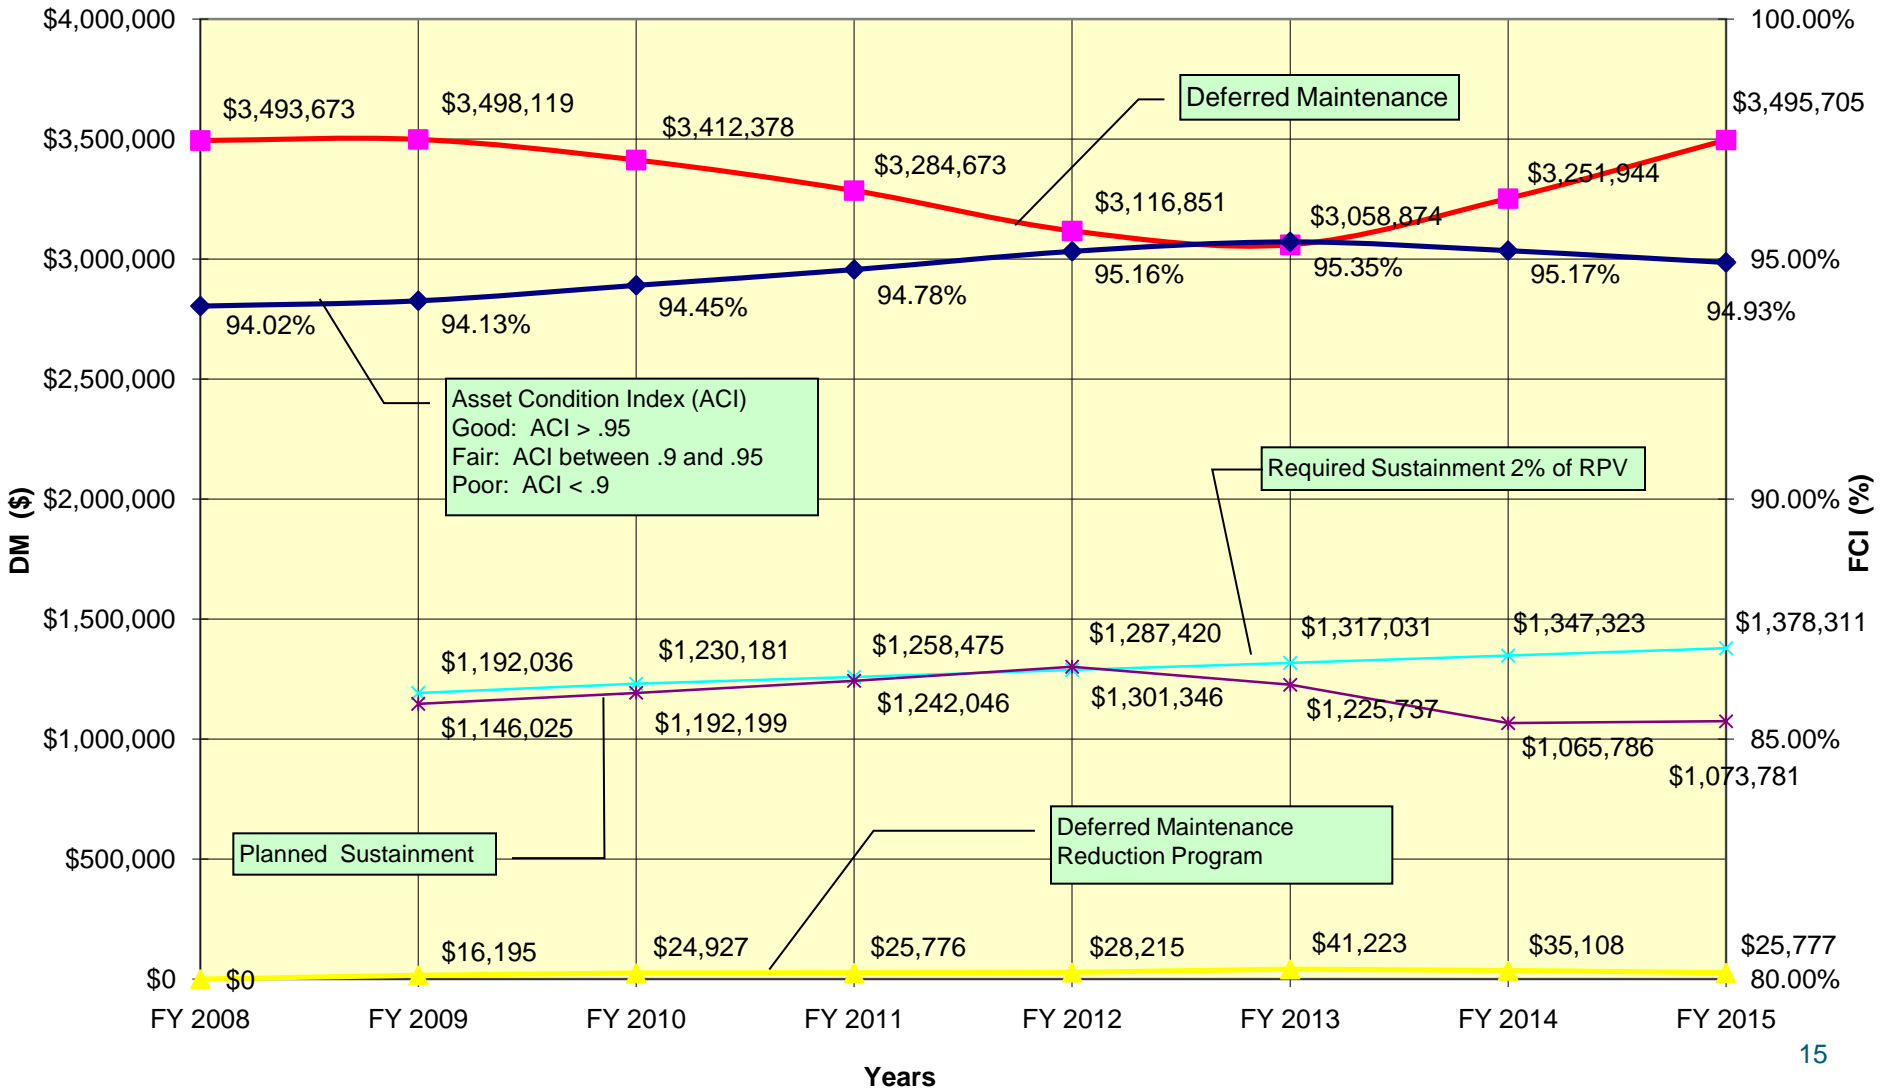 $4,000,000
$3,500,000
$3,000,000
$2,500,000
$2,000,000
$1,500,000
$1,000,000
$500,000
$0
DM ($)
100.00%
95.00%
90.00%
85.00%
80.00%
FCI (%)
$3,493,673
$3,498,119
$3,412,378
$3,284,673
$3,116,851
$3,058,874
$3,251,944
$3,495,705
Deferred Maintenance
94.02%
94.13%
94.45%
94.78%
95.16%
95.35%
95.17%
94.93%
Asset Condition Index (ACI)
Good: ACI > .95
Fair: ACI between .9 and .95
Poor: ACI < .9
Required Sustainment 2% of RPV
$1,192,036
$1,230,181
$1,258,475
$1,287,420
$1,317,031
$1,347,323
$1,378,311
$1,146,025
$1,192,199
$1,242,046
$1,301,346
$1,225,737
$1,065,786
$1,073,781
Planned Sustainment
Deferred Maintenance
Reduction Program
$0
$16,195
$24,927
$25,776
$28,215
$41,223
$35,108
$25,777
FY 2008
FY 2009
FY 2010
FY 2011
FY 2012
FY 2013
FY 2014
FY 2015
Years
15